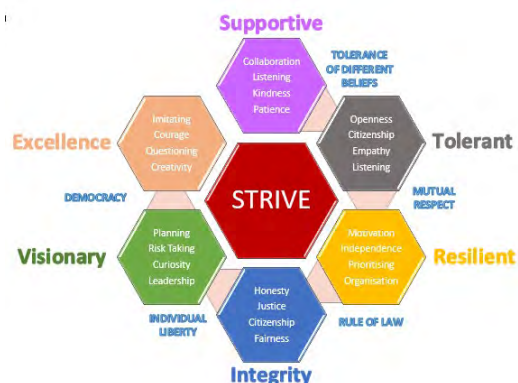 Supportive
Collaboration
Listening
Kindness
Patience
TOLERANCE
OF DIFFERENT
BELIEFS
Excellence
Imitating
Courage
Questioning
Creativity
Openness
Citizenship
Empathy
Listening
Tolerant
STRIVE
DEMOCRACY
MUTUAL
RESPECT
Visionary
Planning
Risk Taking
Curiosity
Leadership
Motivation
Independence
Prioritising
Organisation
Resilient
Honesty
Justice
Citizenship
Fairness
INDIVIDUAL
LIBERTY
RULE OF LAW
Integrity